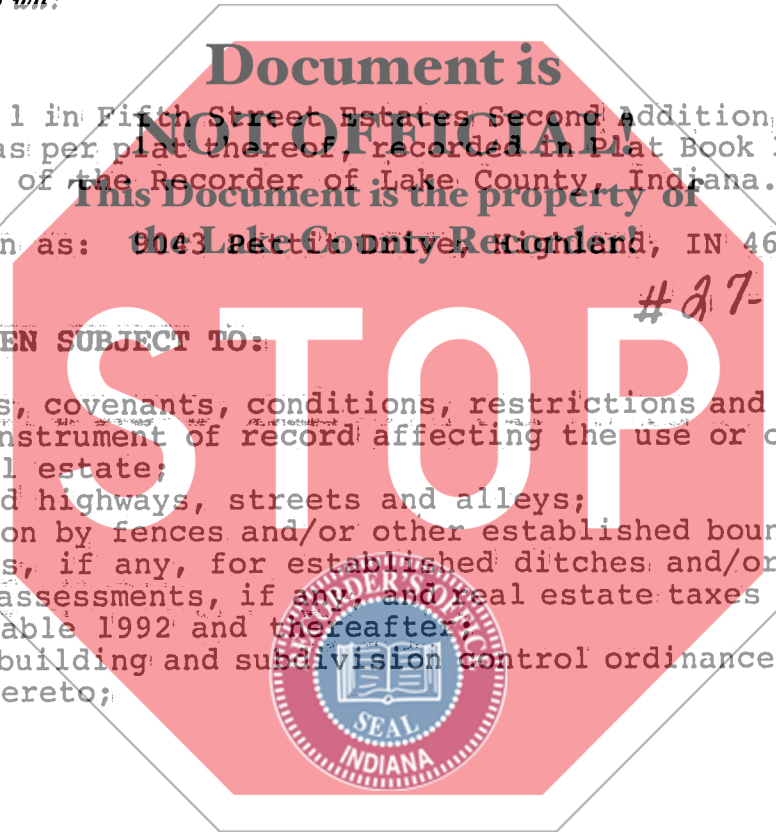 wit:
Document is
1 in Fifth Street Estates Second Addition,
NOT OFFICIAL!
as per plat thereof, recorded in Plat Book
of the Recorder of Lake County, Indiana.
This Document is the property of
the Lake County Recorder!
n as: 9043 Pettit Drive, Highland, IN 46
#27-
EN SUBJECT TO:
STOP
s, covenants, conditions, restrictions and
nstrument of record affecting the use or o
l estate;
d highways, streets and alleys;
on by fences and/or other established boun
s, if any, for established ditches and/or
assessments, if any, and real estate taxes
able 1992 and thereafter;
building and subdivision control ordinance
ereto;
RECORDER'S OFFICE
SEAL
INDIANA